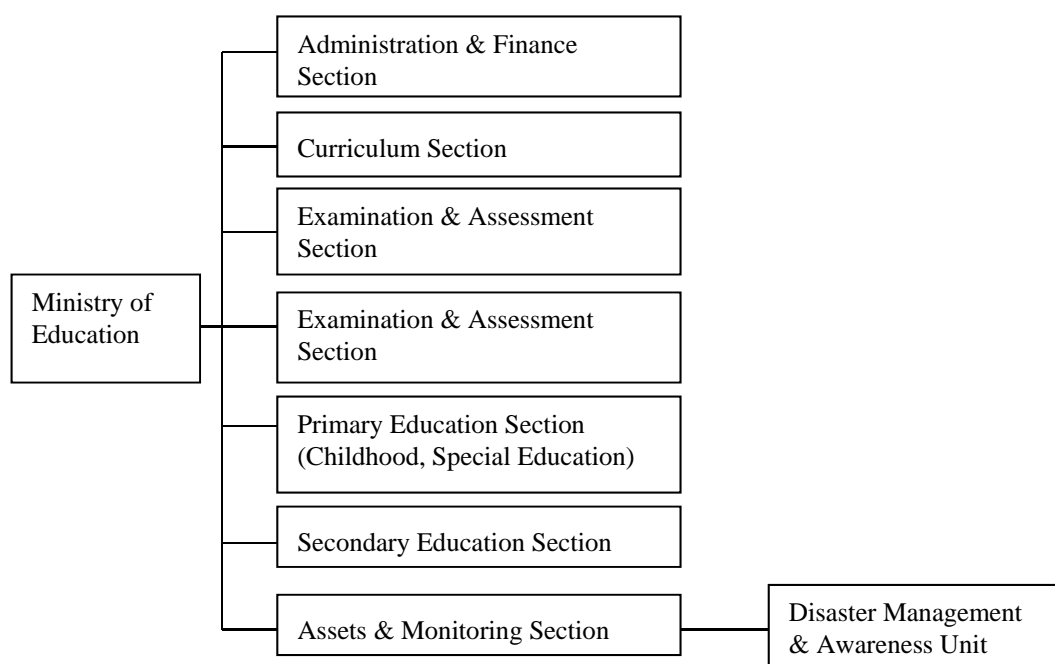 Administration & Finance
Section
Curriculum Section
Examination & Assessment
Section
Ministry of
Education
Examination & Assessment
Section
Primary Education Section
(Childhood, Special Education)
Secondary Education Section
Assets & Monitoring Section
Disaster Management
& Awareness Unit